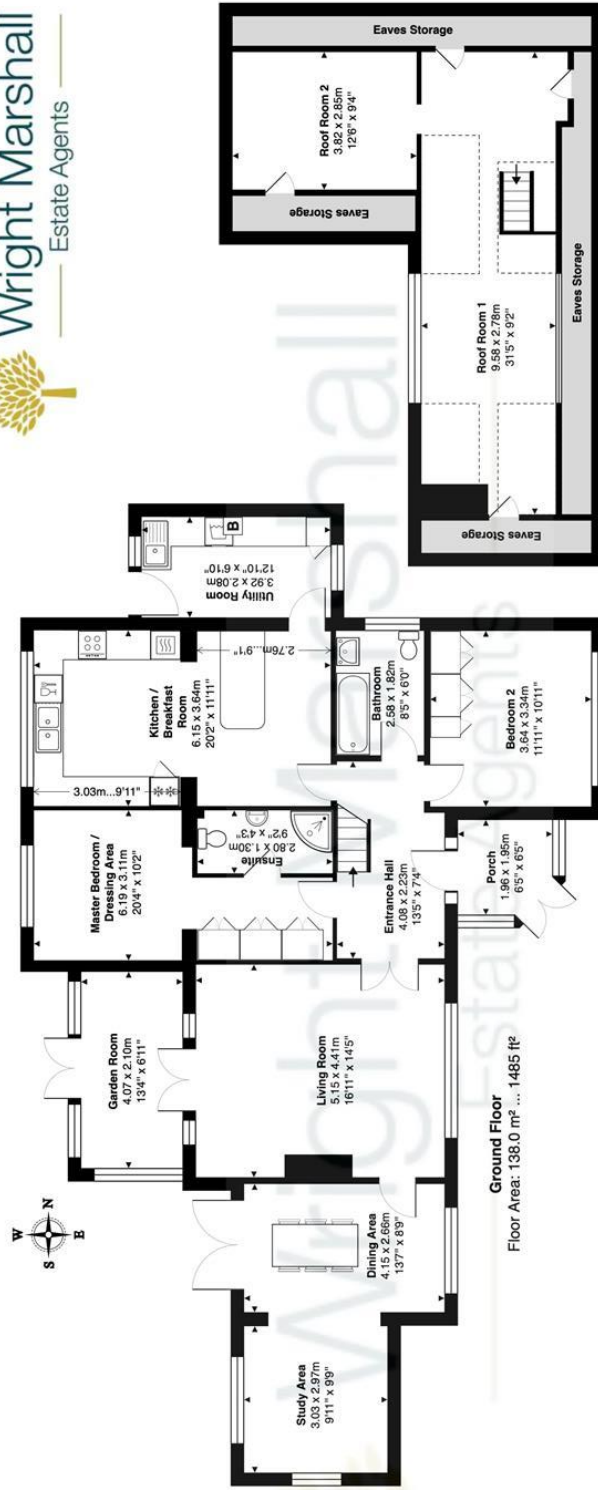 Wright Marshall
Estate Agents
W
N
S
E
Garden Room
4.07 x 2.10m
13'4" x 6'11"
Master Bedroom /
Dressing Area
6.19 x 3.11m
20'4" x 10'2"
3.03m...9'11"
Kitchen /
Breakfast
Room
6.15 x 3.64m
20'2" x 11'11"
2.76m...9'1"
Utility Room
3.92 x 2.08m
12'10" x 6'10"
B
Study Area
3.03 x 2.97m
9'11" x 9'9"
Dining Area
4.15 x 2.66m
13'7" x 8'9"
Living Room
5.15 x 4.41m
16'11" x 14'5"
Ensuite
2.80 x 1.30m
9'2" x 4'3"
Entrance Hall
4.08 x 2.23m
13'5" x 7'4"
Bathroom
2.58 x 1.82m
8'5" x 6'0"
Bedroom 2
3.64 x 3.34m
11'11" x 10'11"
Porch
1.96 x 1.95m
6'5" x 6'5"
Ground Floor
Floor Area: 138.0 m² ... 1485 ft²
Eaves Storage
Roof Room 2
3.82 x 2.85m
12'6" x 9'4"
Eaves Storage
Roof Room 1
9.58 x 2.78m
31'5" x 9'2"
Eaves Storage
Eaves Storage
Wright Marshall
Estate Agents